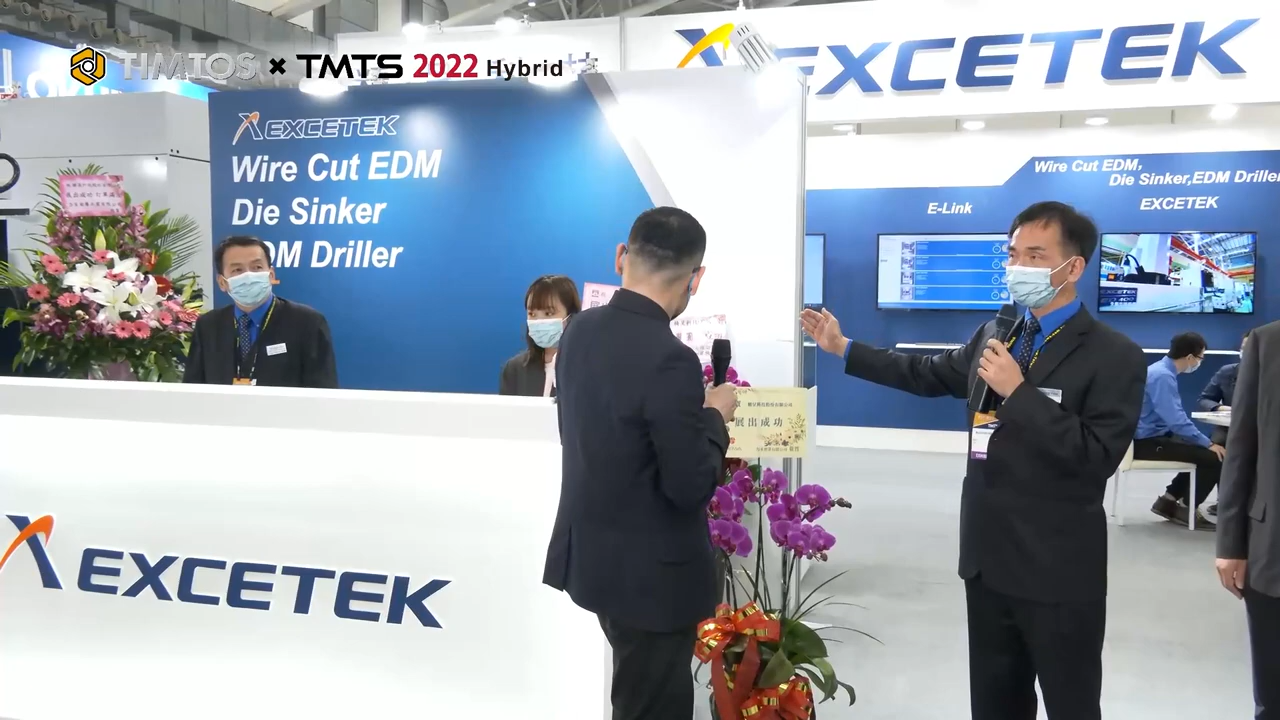 TIMTOS × TMTS 2022 Hybrid
EXCETEK
EXCETEK
Wire Cut EDM
Die Sinker
EDM Driller
Wire Cut EDM,
Die Sinker,EDM Driller
EXCETEK
E-Link
展出成功
EXCETEK